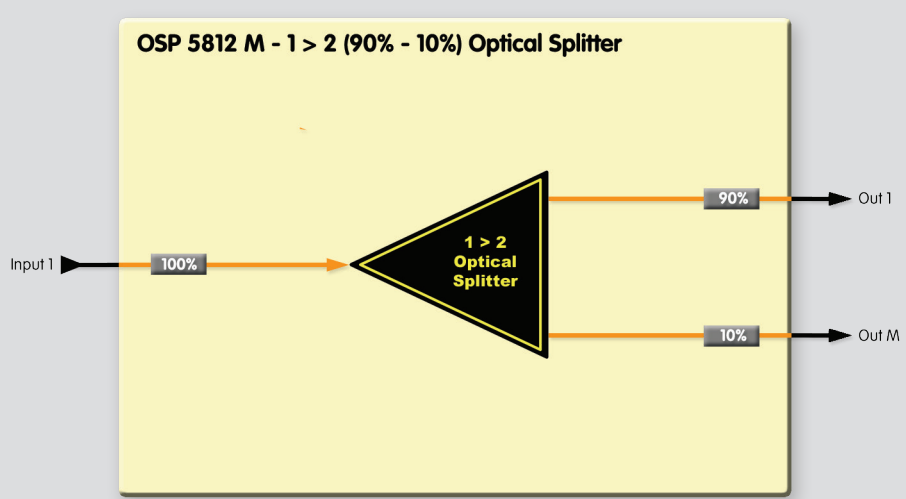 OSP 5812 M - 1 > 2 (90% - 10%) Optical Splitter
90%
Out 1
1 > 2
Optical
Splitter
Input 1
100%
10%
Out M